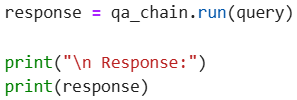 response = qa_chain.run(query)
print("\n Response:")
print(response)